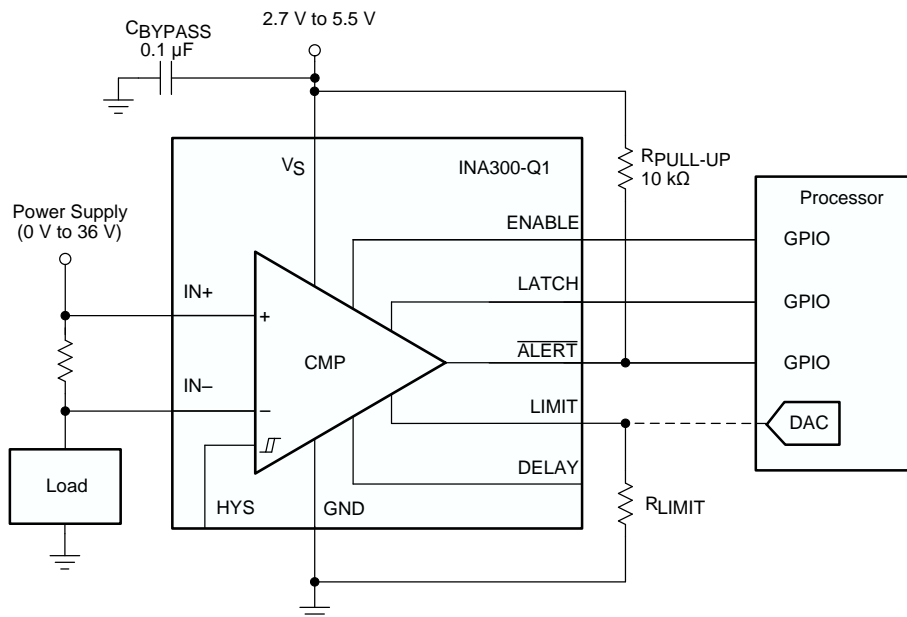 2.7 V to 5.5 V
CBYPASS
0.1 µF
VS
INA300-Q1
RPULL-UP
10 kΩ
Processor
Power Supply
(0 V to 36 V)
ENABLE
GPIO
IN+
LATCH
GPIO
+
CMP
ALERT
GPIO
IN–
LIMIT
DAC
–
DELAY
Load
HYS
GND
RLIMIT